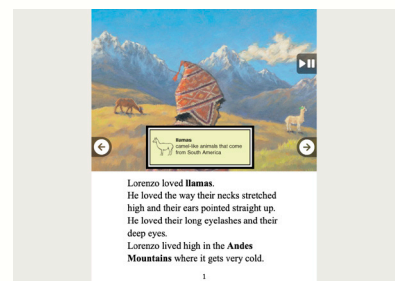 llamas
camel-like animals that come
from South America
Lorenzo loved llamas.
He loved the way their necks stretched
high and their ears pointed straight up.
He loved their long eyelashes and their
deep eyes.
Lorenzo lived high in the Andes
Mountains where it gets very cold.
1